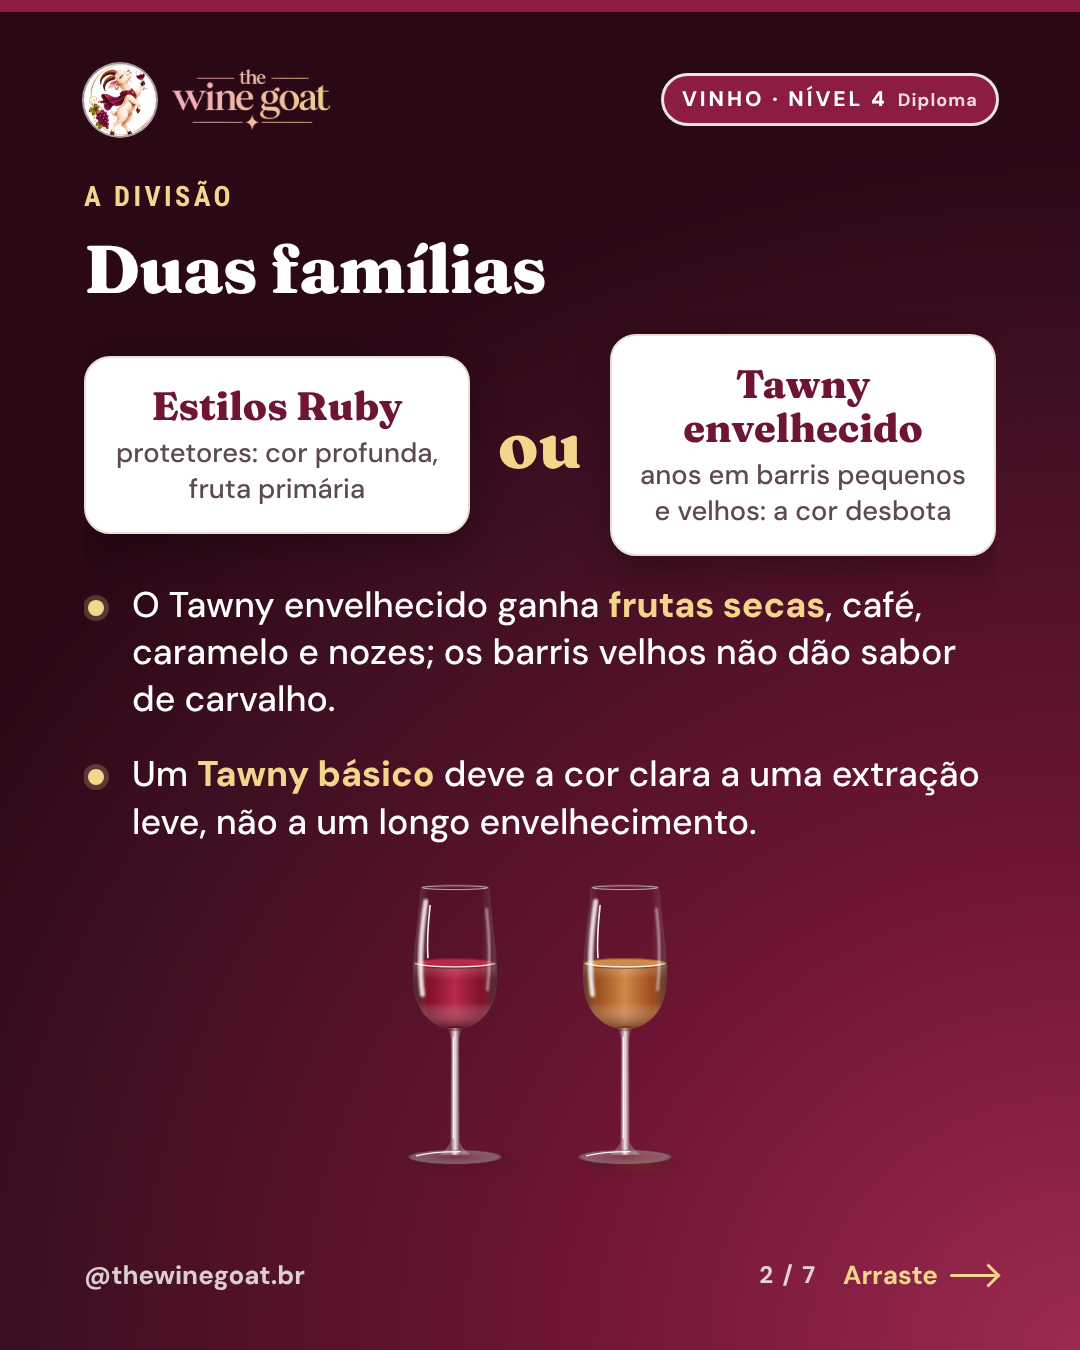 the
wine goat
VINHO · NÍVEL 4 Diploma
A DIVISÃO
Duas famílias
Estilos Ruby
protetores: cor profunda,
fruta primária
ou
Tawny
envelhecido
anos em barris pequenos
e velhos: a cor desbota
O Tawny envelhecido ganha frutas secas, café,
caramelo e nozes; os barris velhos não dão sabor
de carvalho.
Um Tawny básico deve a cor clara a uma extração
leve, não a um longo envelhecimento.
@thewinegoat.br
2 / 7
Arraste